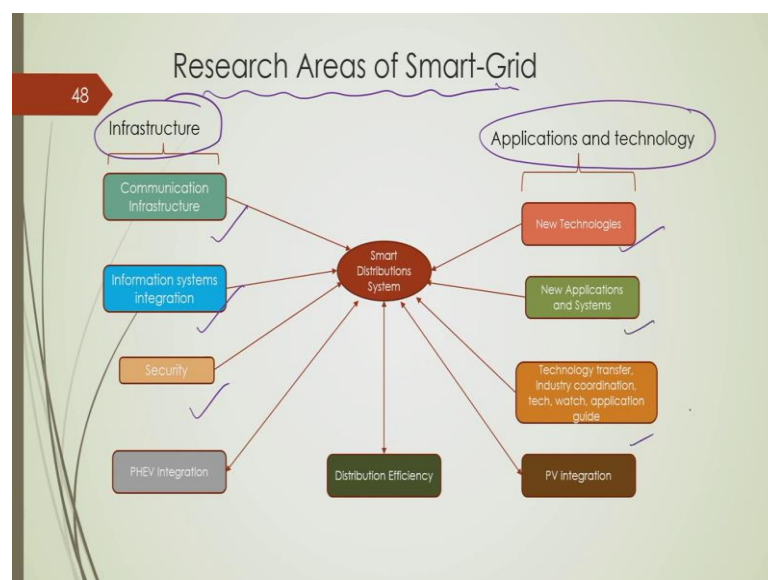 Research Areas of Smart-Grid
48
Infrastructure
Applications and technology
Communication
Infrastructure
New Technologies
Smart
Distributions
System
Information systems
integration
New Applications
and Systems
Security
Technology transfer,
Industry coordination,
tech, watch, application
guide
PHEV Integration
Distribution Efficiency
PV integration